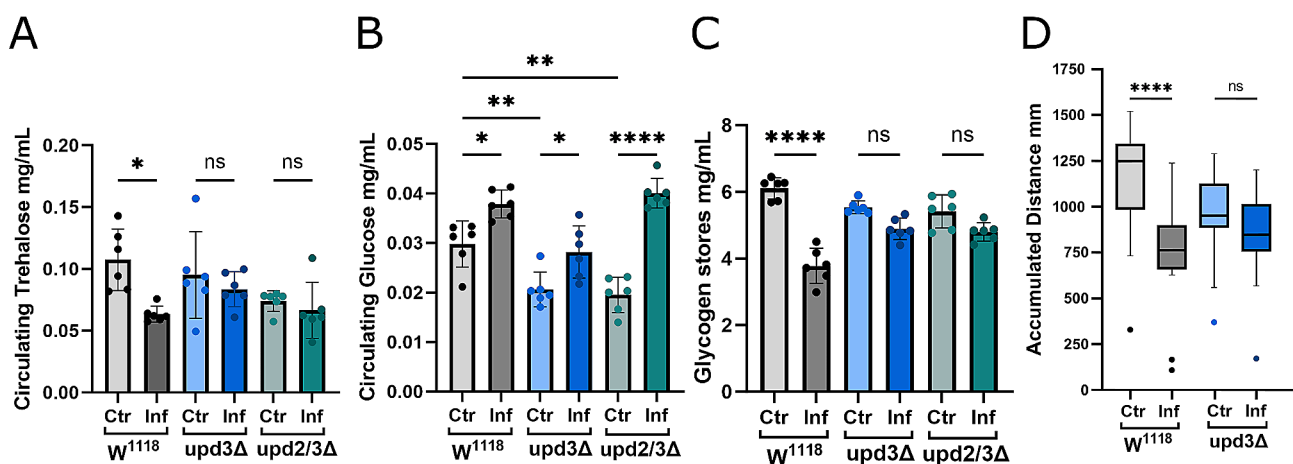 A
Circulating Trehalose mg/mL
0.20
0.15
0.10
0.05
0.00
*
ns
ns
Ctr Inf Ctr Inf Ctr Inf
W¹¹¹⁸ upd3Δ upd2/3Δ
B
Circulating Glucose mg/mL
0.05
0.04
0.03
0.02
0.01
0.00
**
**
*
*
****
Ctr Inf Ctr Inf Ctr Inf
W¹¹¹⁸ upd3Δ upd2/3Δ
C
Glycogen stores mg/mL
8
6
4
2
0
****
ns
ns
Ctr Inf Ctr Inf Ctr Inf
W¹¹¹⁸ upd3Δ upd2/3Δ
D
Accumulated Distance mm
1750
1500
1250
1000
750
500
250
0
****
ns
Ctr Inf Ctr Inf
W¹¹¹⁸ upd3Δ